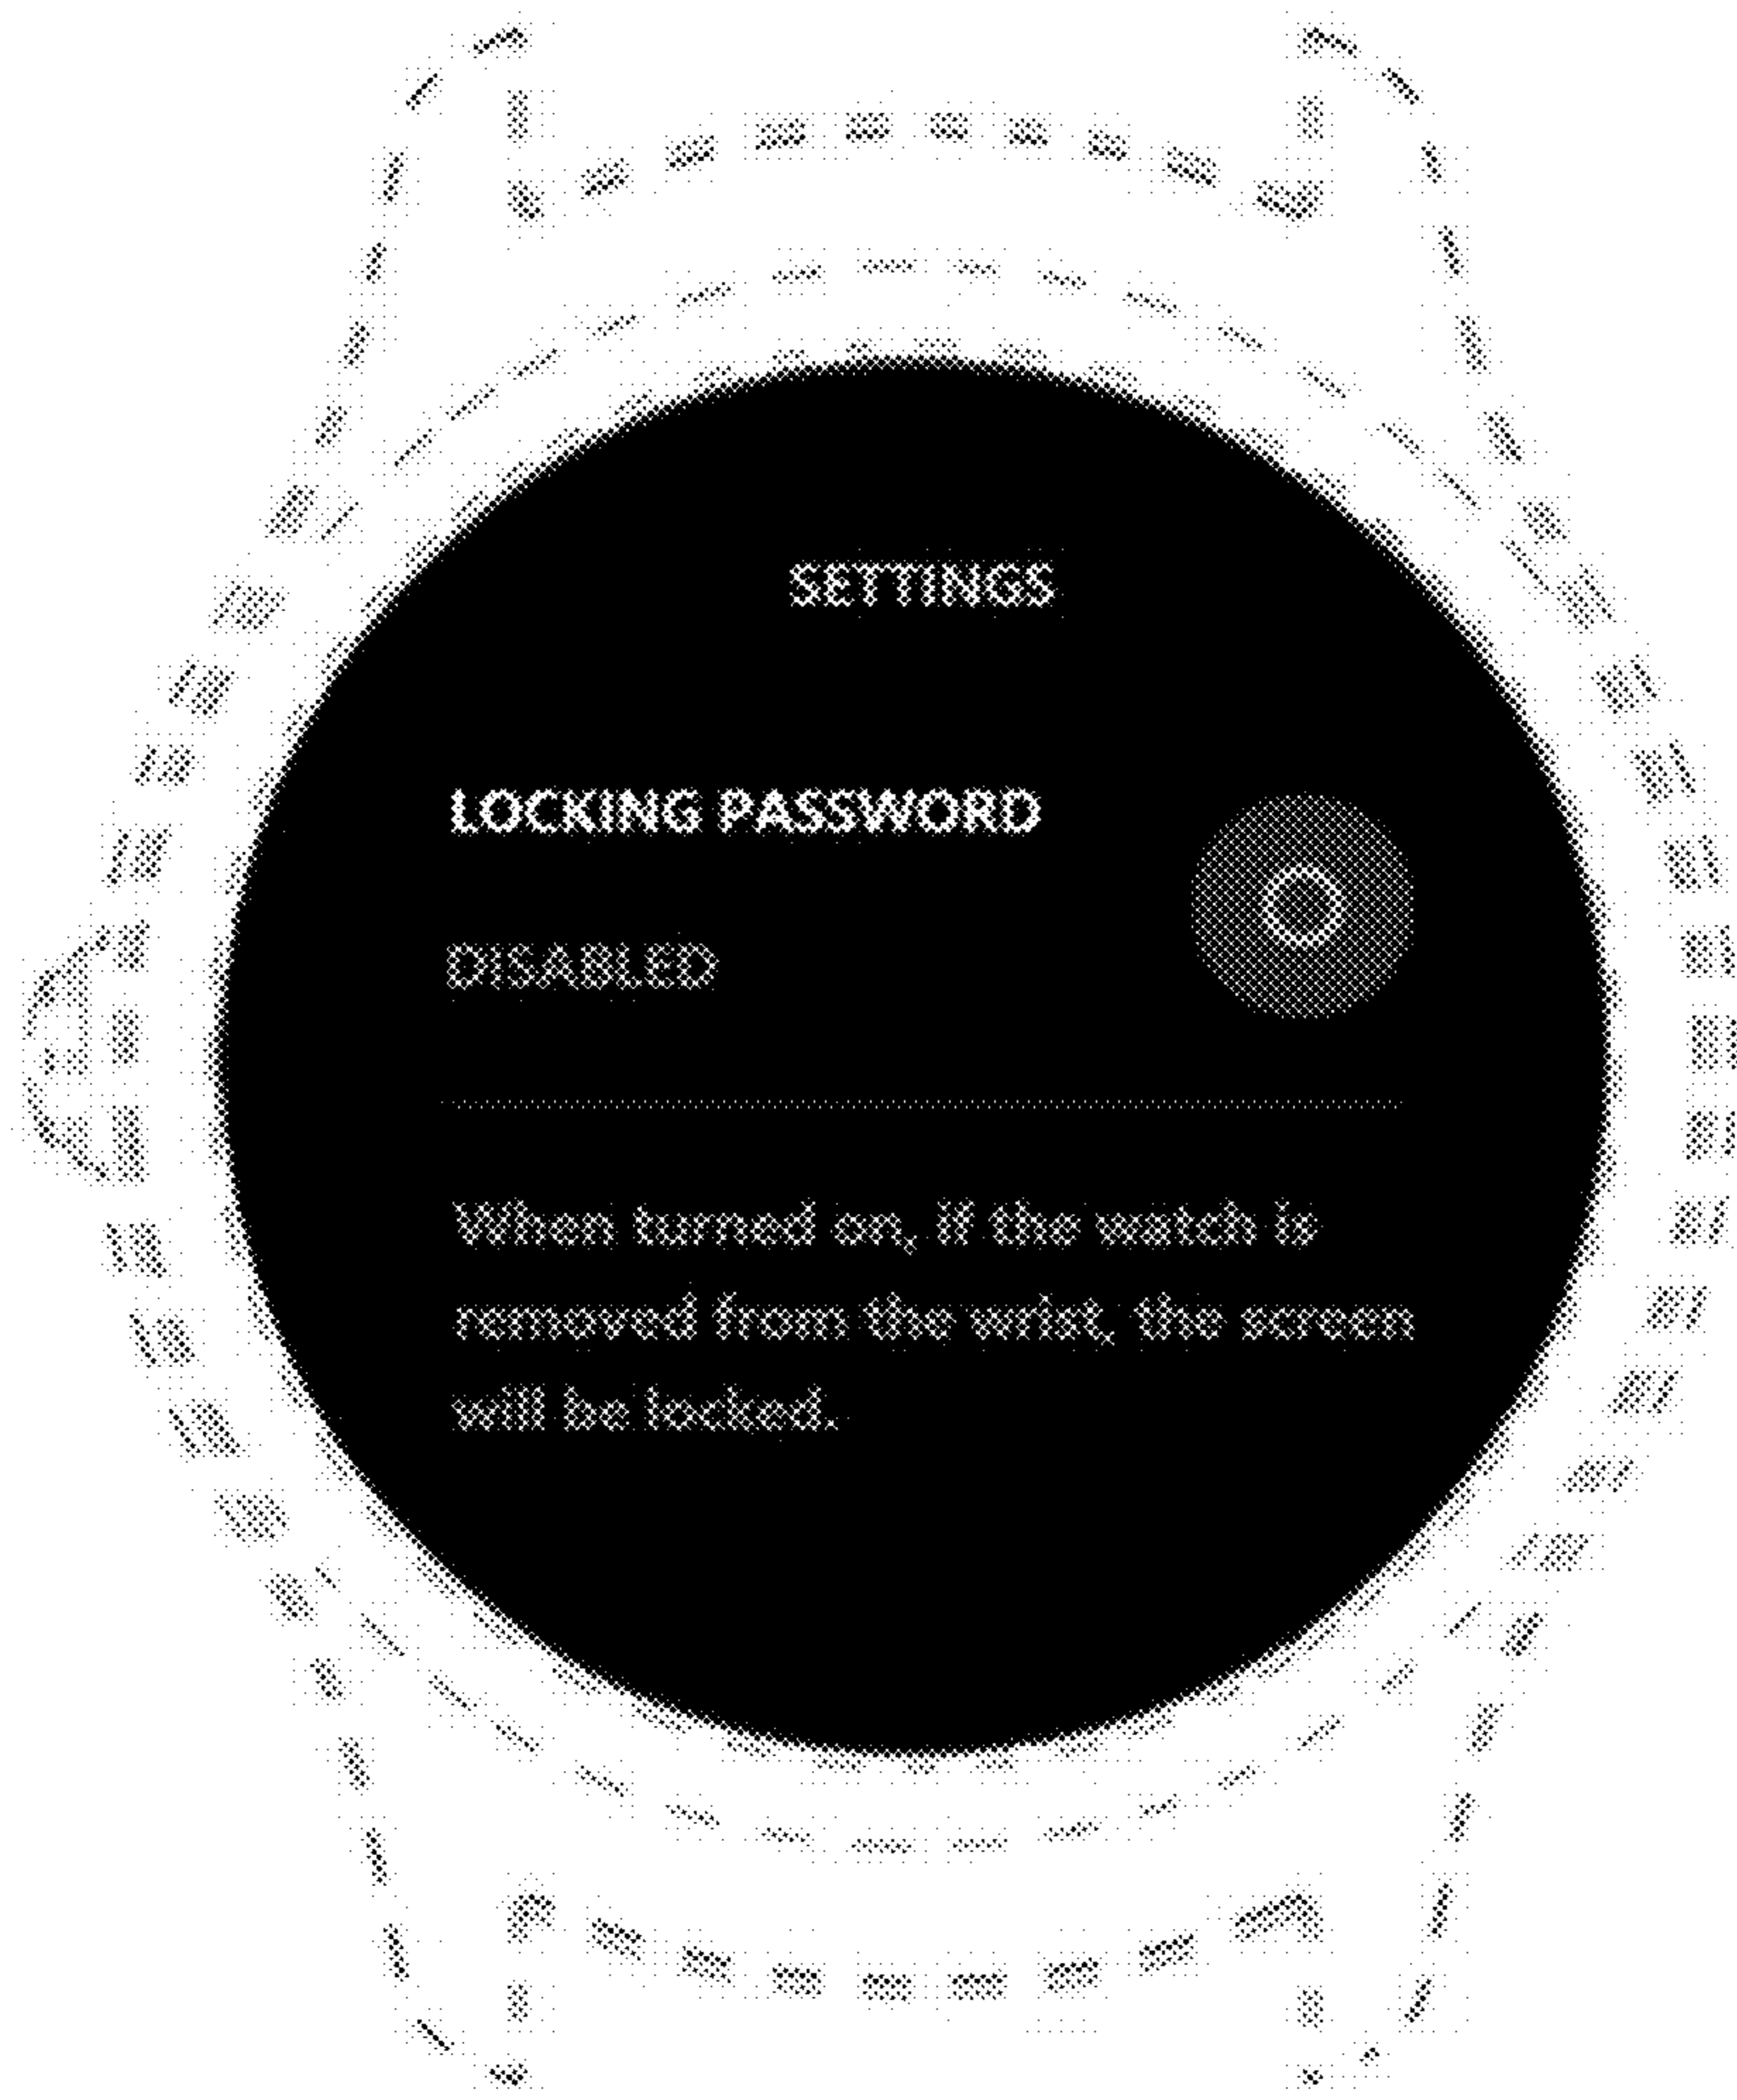 SETTINGS
LOCKING PASSWORD
DISABLED
When turned on, if the watch is
removed from the wrist, the screen
will be locked.